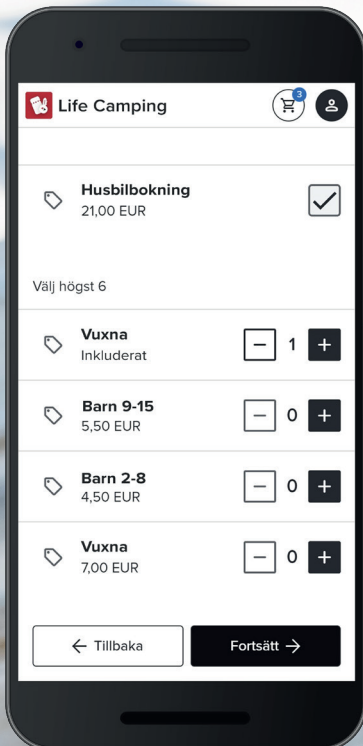 Life Camping
3
Husbilbokning
21,00 EUR
Välj högst 6
Vuxna
Inkluderat
1
Barn 9-15
5,50 EUR
0
Barn 2-8
4,50 EUR
0
Vuxna
7,00 EUR
0
← Tillbaka
Fortsätt →